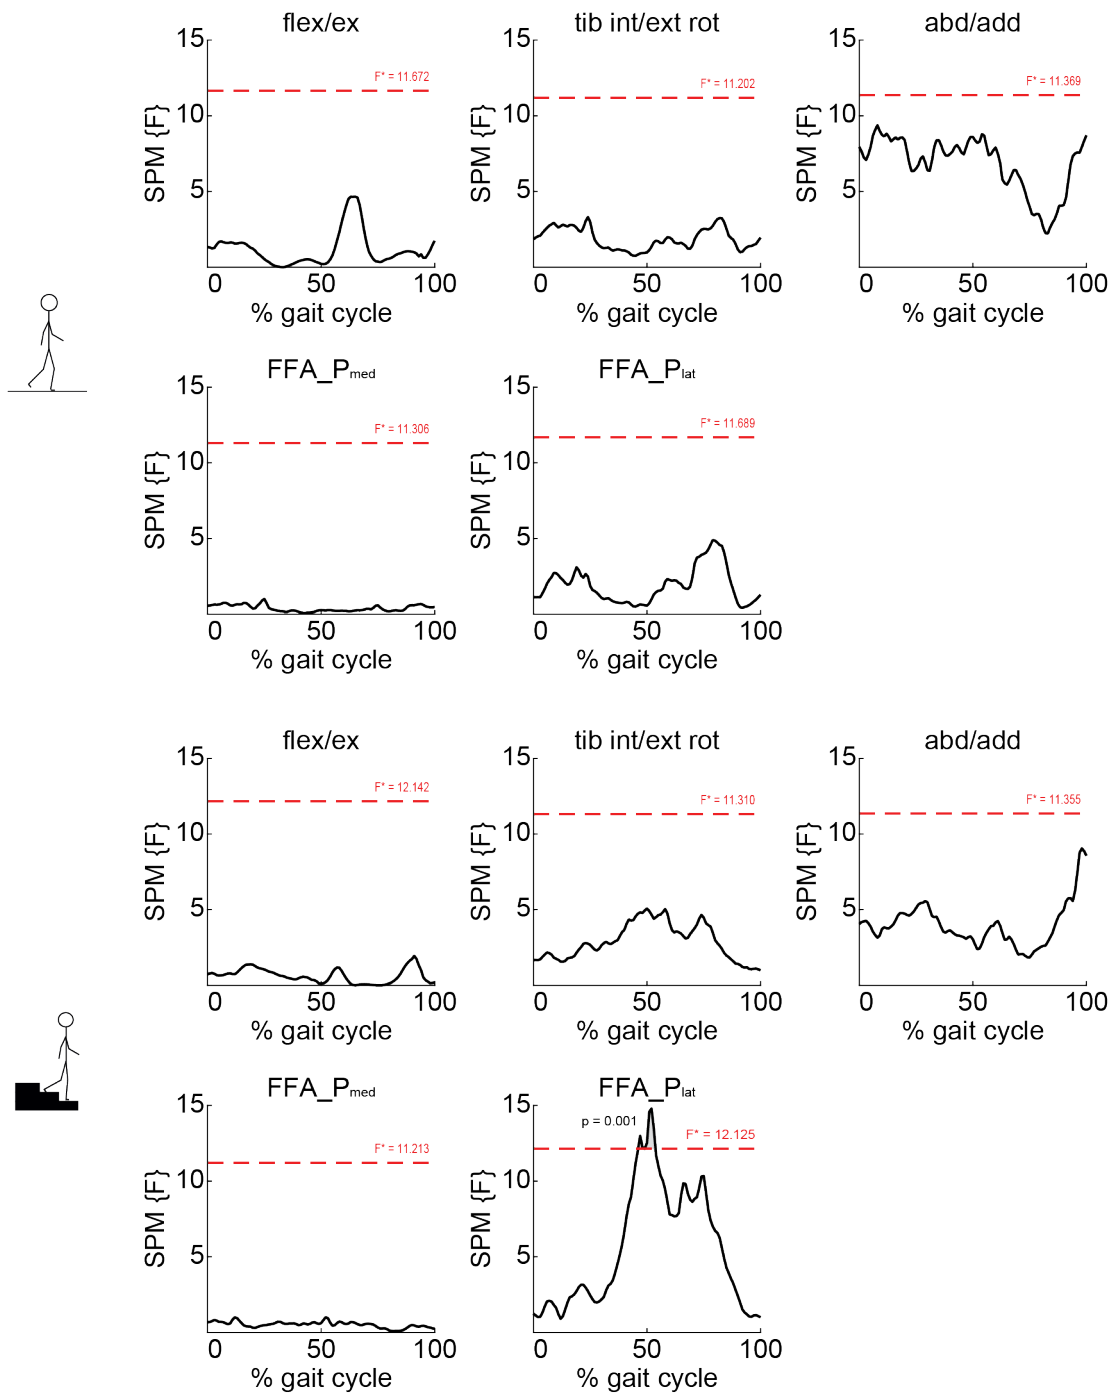 flex/ex
tib int/ext rot
abd/add
15
10
5
SPM {F}
F* = 11.672
0 50 100
% gait cycle
15
10
5
SPM {F}
F* = 11.202
0 50 100
% gait cycle
15
10
5
SPM {F}
F* = 11.369
0 50 100
% gait cycle
FFA_Pmed
FFA_Plat
15
10
5
SPM {F}
F* = 11.306
0 50 100
% gait cycle
15
10
5
SPM {F}
F* = 11.689
0 50 100
% gait cycle
flex/ex
tib int/ext rot
abd/add
15
10
5
SPM {F}
F* = 12.142
0 50 100
% gait cycle
15
10
5
SPM {F}
F* = 11.310
0 50 100
% gait cycle
15
10
5
SPM {F}
F* = 11.355
0 50 100
% gait cycle
FFA_Pmed
FFA_Plat
15
10
5
SPM {F}
F* = 11.213
0 50 100
% gait cycle
15
10
5
SPM {F}
p = 0.001
F* = 12.125
0 50 100
% gait cycle